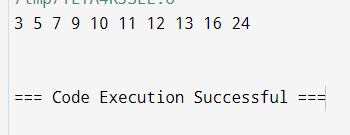 3 5 7 9 10 11 12 13 16 24
=== Code Execution Successful ===